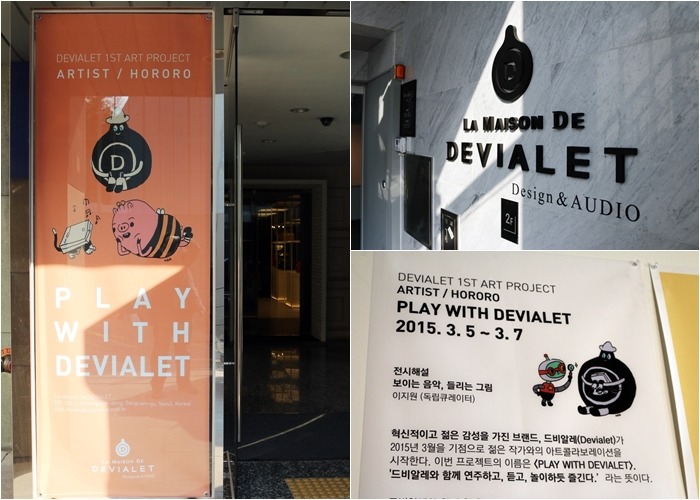 DEVIALET 1ST ART PROJECT
ARTIST / HORORO
D
PLAY
WITH
DEVIALET
LA MAISON DE
DEVIALET
D
LA MAISON DE
DEVIALET
Design & AUDIO
2F
DEVIALET 1ST ART PROJECT
ARTIST / HORORO
PLAY WITH DEVIALET
2015. 3. 5 ~ 3. 7
전시해설
보이는 음악, 들리는 그림
이지원 (독립큐레이터)
혁신적이고 젊은 감성을 가진 브랜드, 드비알레(Devialet)가
2015년 3월을 기점으로 젊은 작가와의 아트콜라보레이션을
시작한다. 이번 프로젝트의 이름은 <PLAY WITH DEVIALET>.
'드비알레와 함께 연주하고, 듣고, 놀이하듯 즐긴다.' 라는 뜻이다.